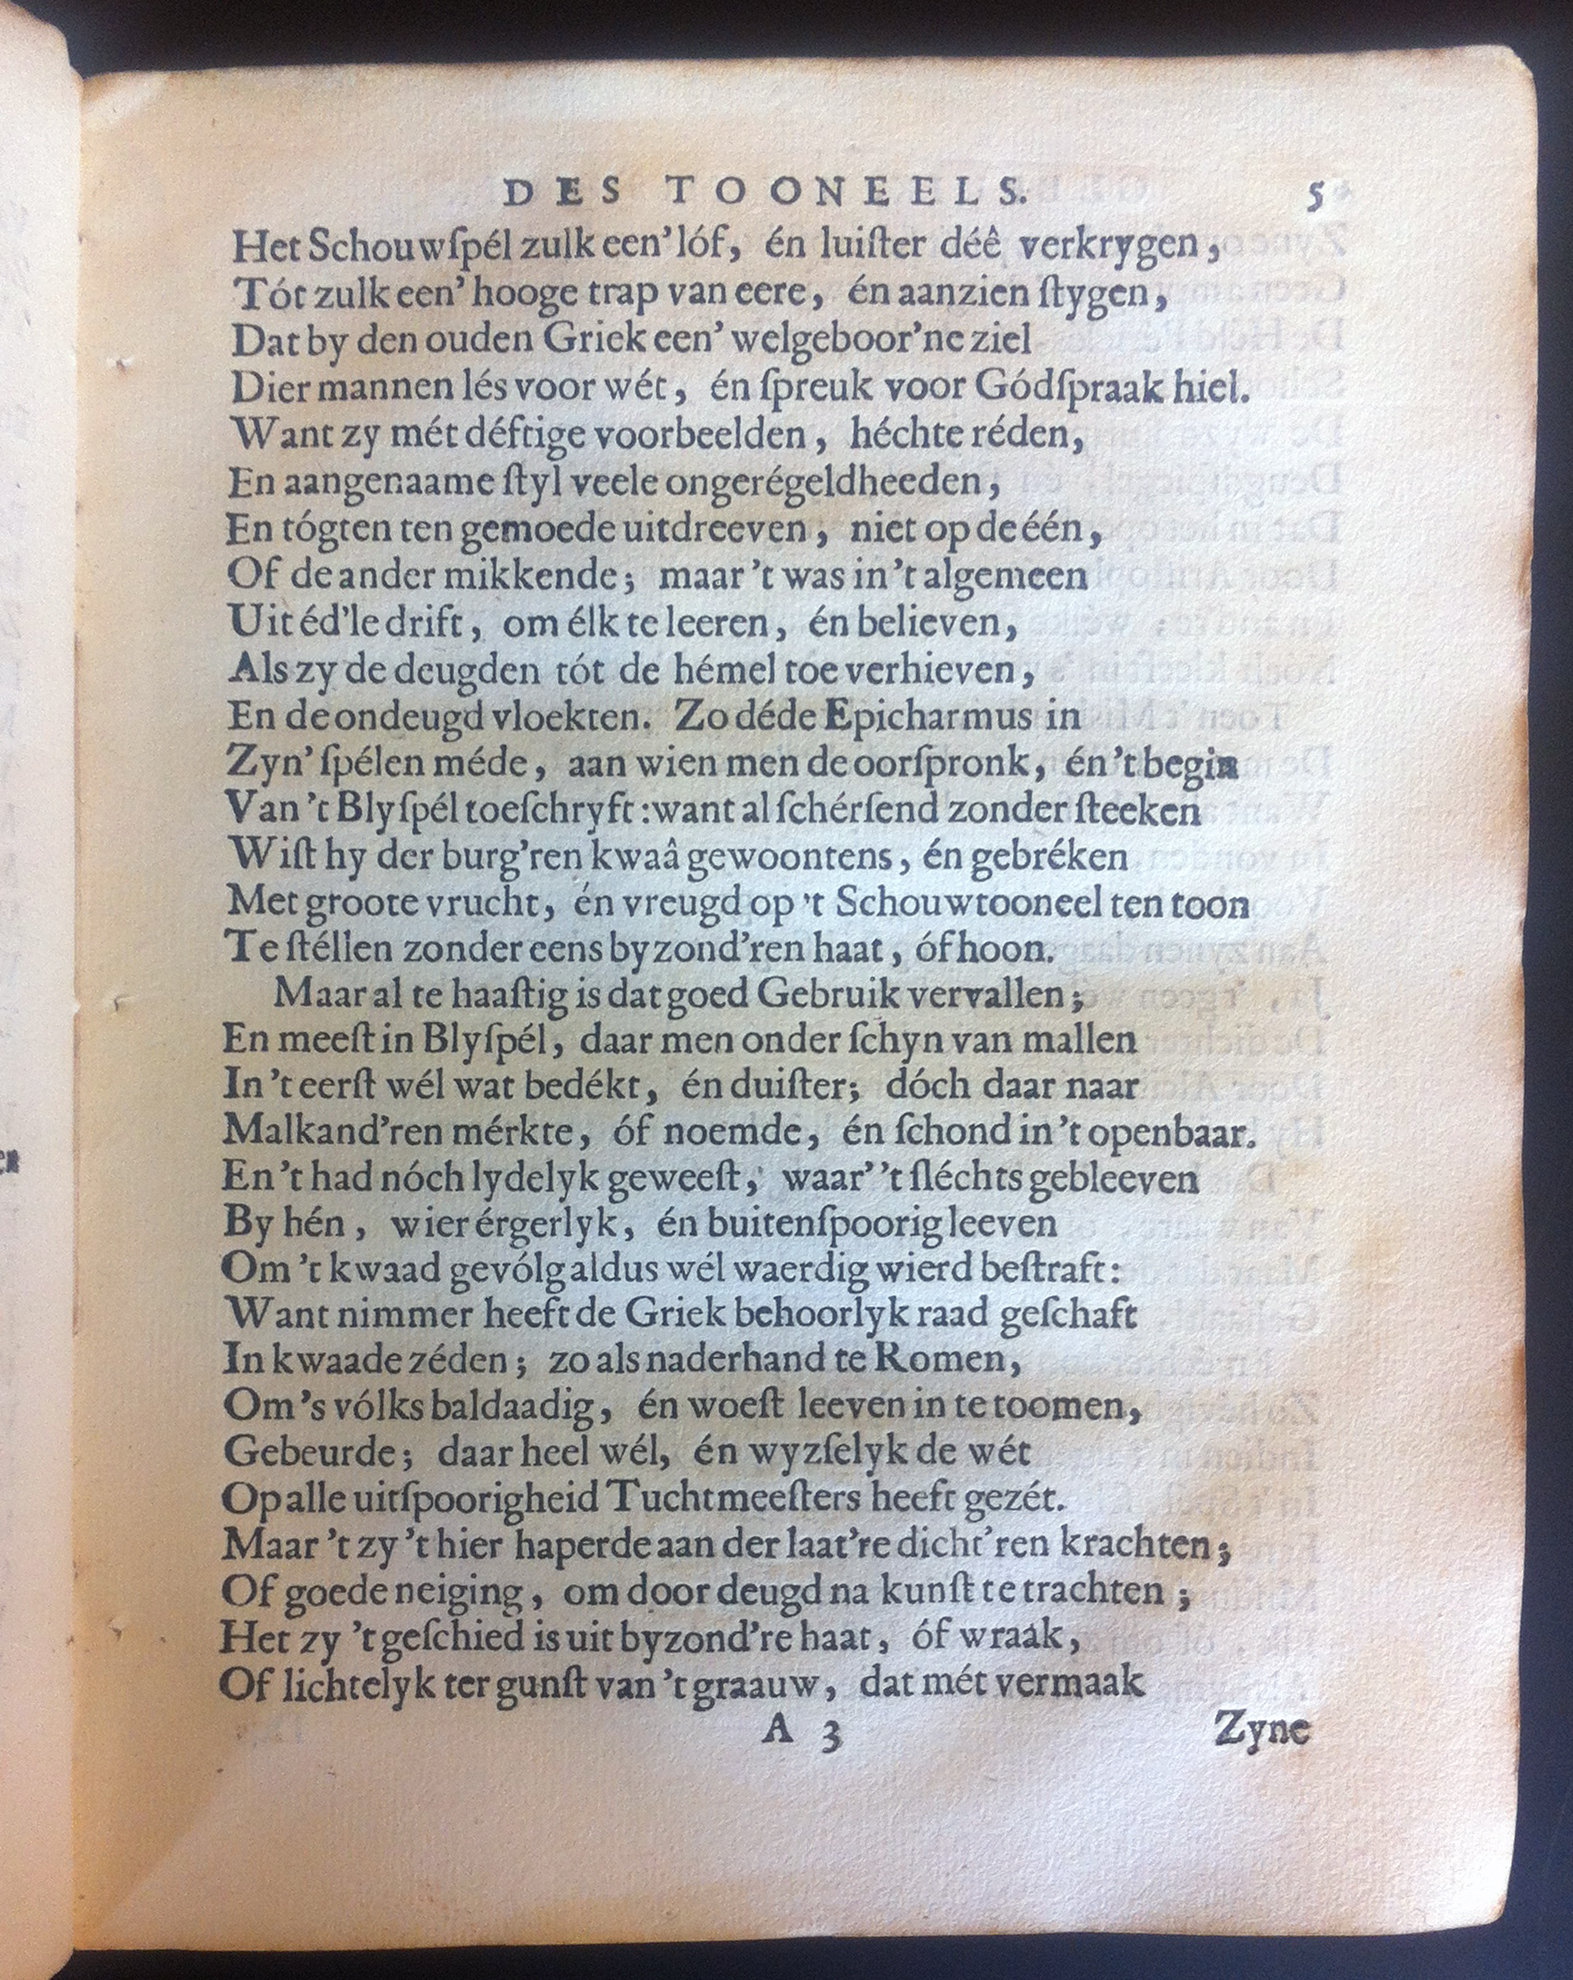 DES TOONEELS. 5
Het Schouwſpél zulk een' lóf, én luiſter déê verkrygen,
Tót zulk een' hooge trap van eere, én aanzien ſtygen,
Dat by den ouden Griek een' welgeboor'ne ziel
Dier mannen lés voor wét, én ſpreuk voor Gódſpraak hiel.
Want zy mét déftige voorbeelden, héchte réden,
En aangenaame ſtyl veele ongerégeldheeden,
En tógten ten gemoede uitdreeven, niet op de één,
Of de ander mikkende; maar 't was in 't algemeen
Uit éd'le drift, om élk te leeren, én believen,
Als zy de deugden tót de hémel toe verhieven,
En de ondeugd vloekten. Zo déde Epicharmus in
Zyn' ſpélen méde, aan wien men de oorſpronk, én 't begin
Van 't Blyſpél toeſchryft: want al ſchérſend zonder ſteeken
Wiſt hy der burg'ren kwaâ gewoontens, én gebréken
Met groote vrucht, én vreugd op 't Schouwtooneel ten toon
Te ſtéllen zonder eens byzond'ren haat, óf hoon.
Maar al te haaſtig is dat goed Gebruik vervallen;
En meeſt in Blyſpél, daar men onder ſchyn van mallen
In 't eerſt wél wat bedékt, én duiſter; dóch daar naar
Malkand'ren mérkte, óf noemde, én ſchond in 't openbaar.
En 't had nóch lydelyk geweeſt, waar' 't ſléchts gebleeven
By hén, wier érgerlyk, én buitenſpoorig leeven
Om 't kwaad gevólg aldus wél waerdig wierd beſtraft:
Want nimmer heeft de Griek behoorlyk raad geſchaft
In kwaade zéden; zo als naderhand te Romen,
Om 's vólks baldaadig, én woeſt leeven in te toomen,
Gebeurde; daar heel wél, én wyzſelyk de wét
Op alle uitſpoorigheid Tuchtmeeſters heeft gezét.
Maar 't zy 't hier haperde aan der laat're dicht'ren krachten;
Of goede neiging, om door deugd na kunſt te trachten;
Het zy 't geſchied is uit byzond're haat, óf wraak,
Of lichtelyk ter gunſt van 't graauw, dat mét vermaak
A 3 Zyne